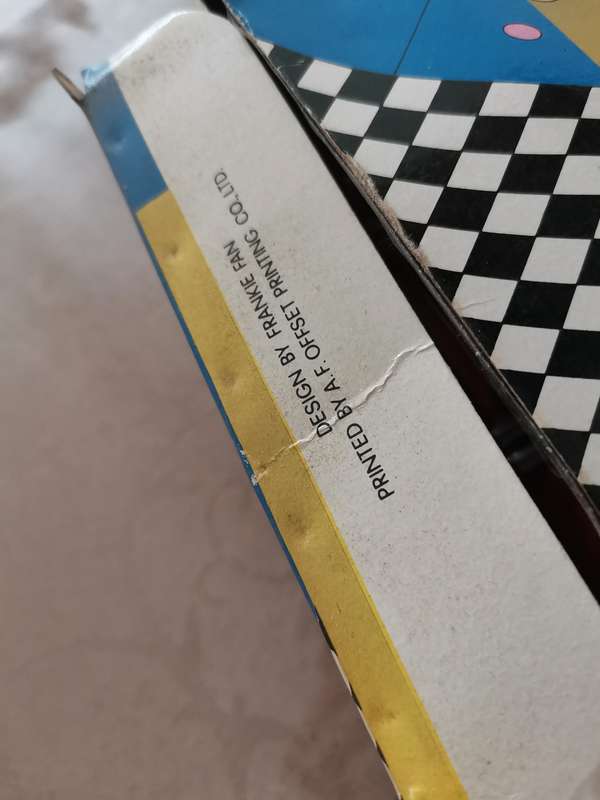 DESIGN BY FRANKIE FAN
PRINTED BY A.F. OFFSET PRINTING CO., LTD.